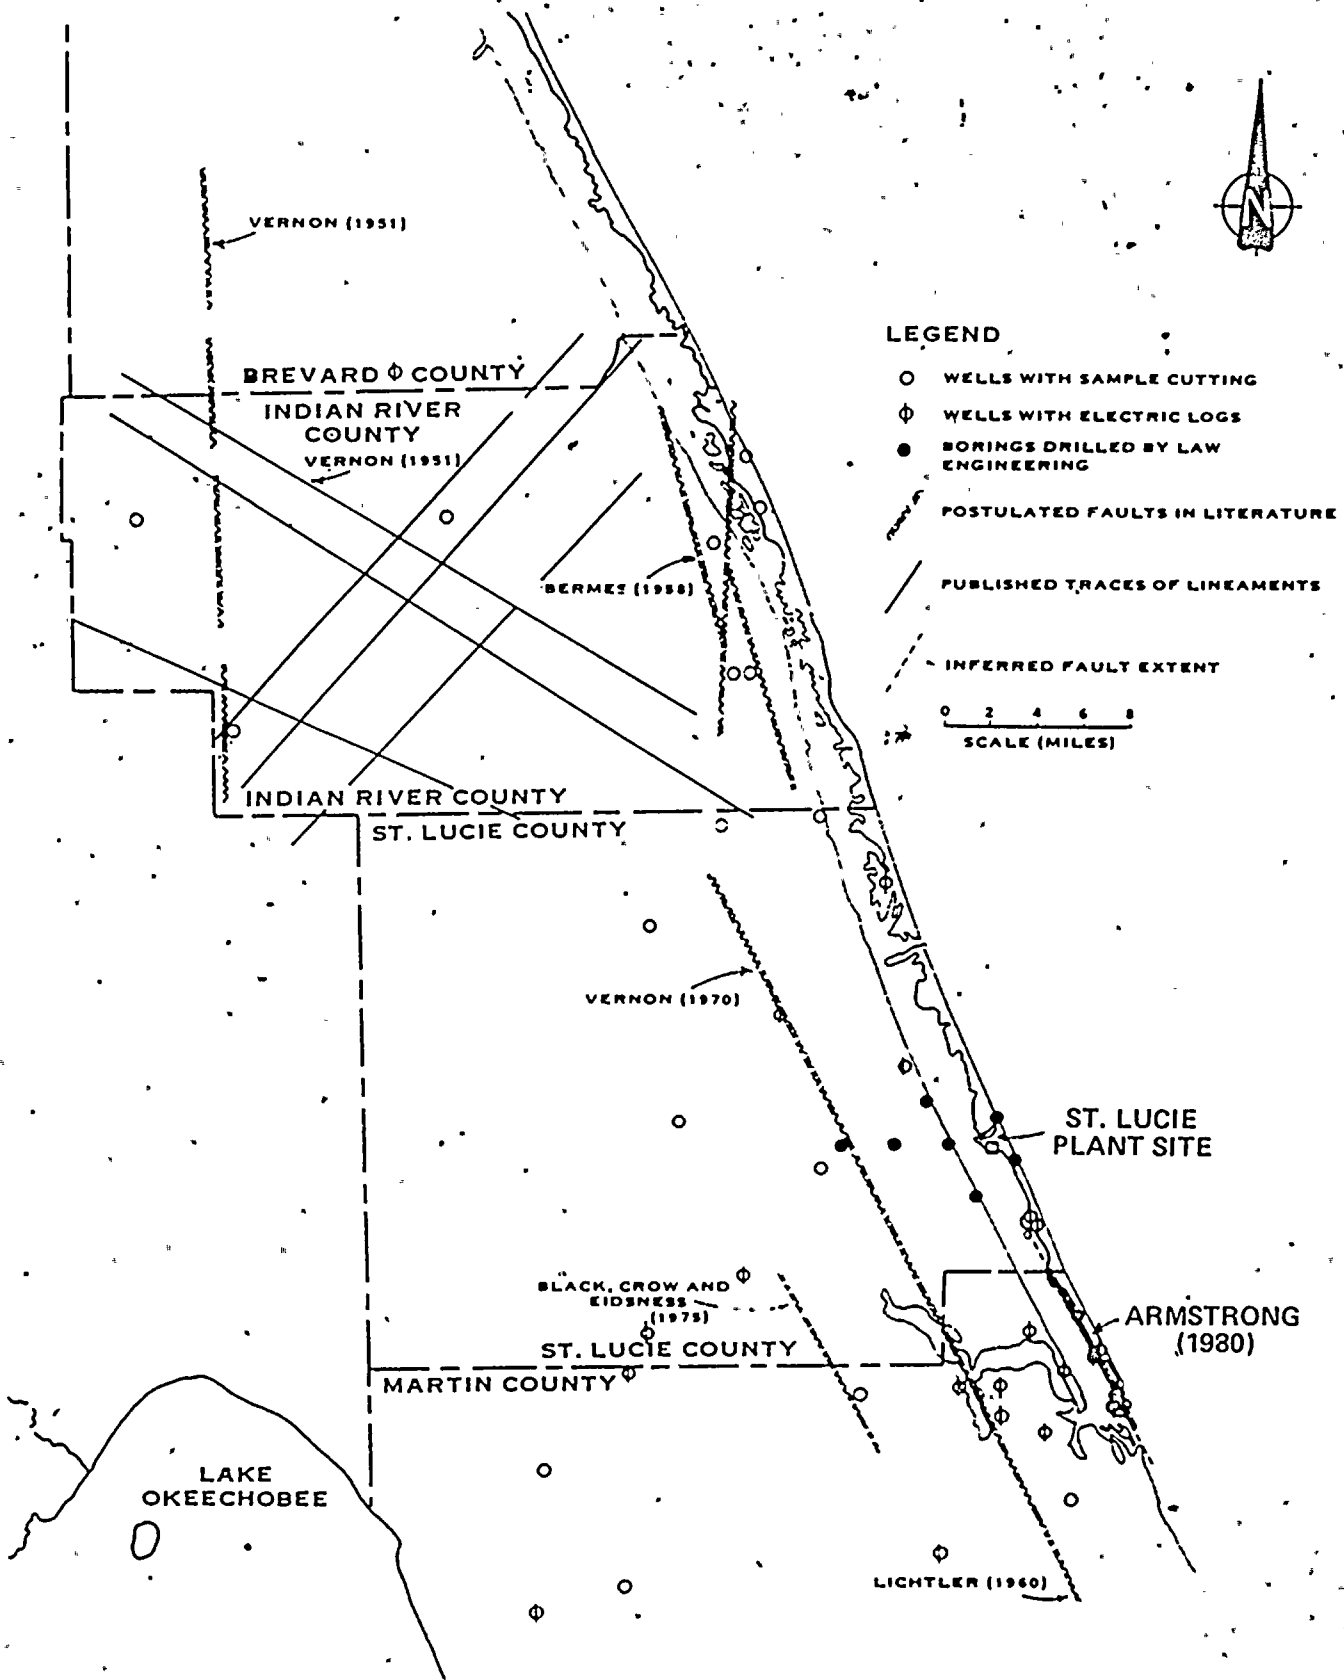 N
VERNON (1951)
LEGEND
WELLS WITH SAMPLE CUTTING
WELLS WITH ELECTRIC LOGS
BORINGS DRILLED BY LAW
ENGINEERING
POSTULATED FAULTS IN LITERATURE
PUBLISHED TRACES OF LINEAMENTS
INFERRED FAULT EXTENT
0 2 4 6 8
SCALE (MILES)
BREVARD COUNTY
INDIAN RIVER
COUNTY
VERNON (1951)
BERMES (1958)
INDIAN RIVER COUNTY
ST. LUCIE COUNTY
VERNON (1970)
ST. LUCIE
PLANT SITE
BLACK, CROW AND
EIDSNESS
(1975)
ARMSTRONG
(1980)
ST. LUCIE COUNTY
MARTIN COUNTY
LAKE
OKEECHOBEE
LICHTLER (1960)